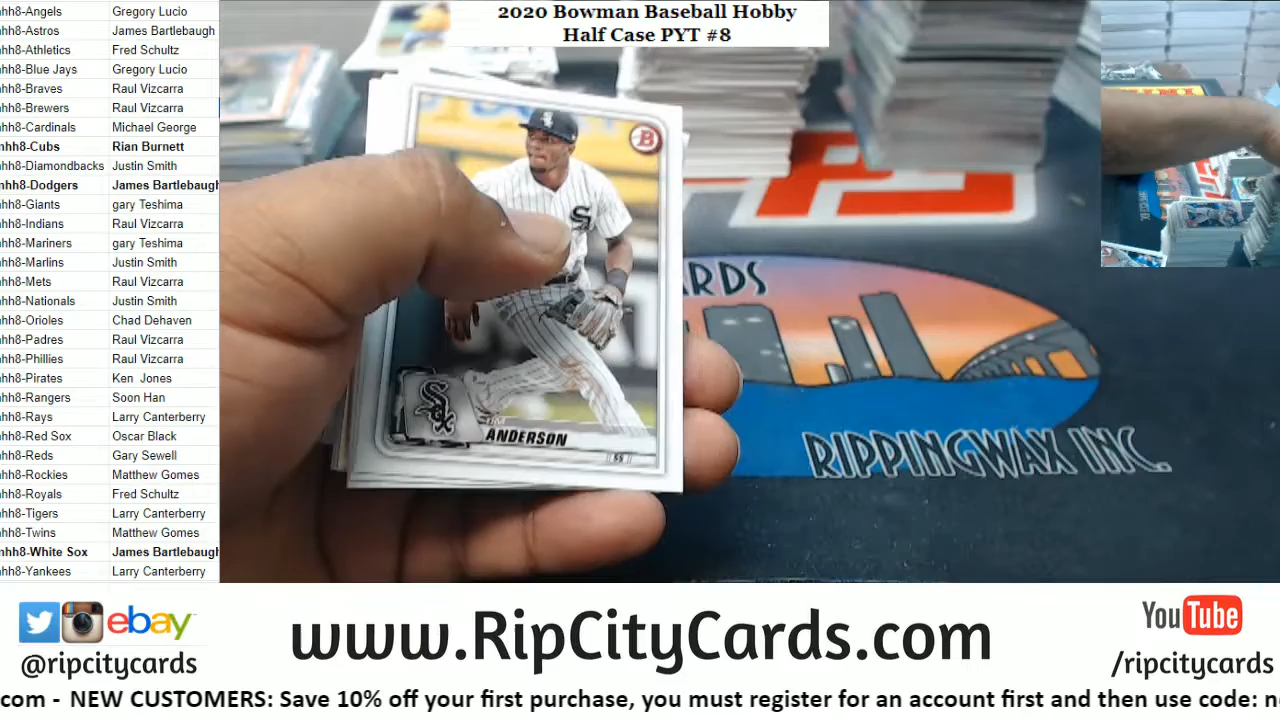 hh8-Angels Gregory Lucio
hh8-Astros James Bartlebaugh
hh8-Athletics Fred Schultz
hh8-Blue Jays Gregory Lucio
hh8-Braves Raul Vizcarra
hh8-Brewers Raul Vizcarra
hh8-Cardinals Michael George
hh8-Cubs Rian Burnett
hh8-Diamondbacks Justin Smith
hh8-Dodgers James Bartlebaugh
hh8-Giants gary Teshima
hh8-Indians Raul Vizcarra
hh8-Mariners gary Teshima
hh8-Marlins Justin Smith
hh8-Mets Raul Vizcarra
hh8-Nationals Justin Smith
hh8-Orioles Chad Dehaven
hh8-Padres Raul Vizcarra
hh8-Phillies Raul Vizcarra
hh8-Pirates Ken Jones
hh8-Rangers Soon Han
hh8-Rays Larry Canterberry
hh8-Red Sox Oscar Black
hh8-Reds Gary Sewell
hh8-Rockies Matthew Gomes
hh8-Royals Fred Schultz
hh8-Tigers Larry Canterberry
hh8-Twins Matthew Gomes
hh8-White Sox James Bartlebaugh
hh8-Yankees Larry Canterberry
2020 Bowman Baseball Hobby
Half Case PYT #8
B
Sox
TIM
ANDERSON
SS
ARDS
RIPPINGWAX INC.
ebay
@ripcitycards
www.RipCityCards.com
YouTube
/ripcitycards
.com - NEW CUSTOMERS: Save 10% off your first purchase, you must register for an account first and then use code: n